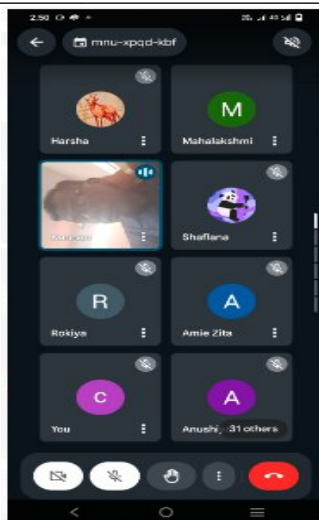 2:50
mnu-xpqd-kbf
Harsha
M
Mahalakshmi
Shaflana
R
Rokiya
A
Amie Zita
C
You
A
Anushi, 31 others